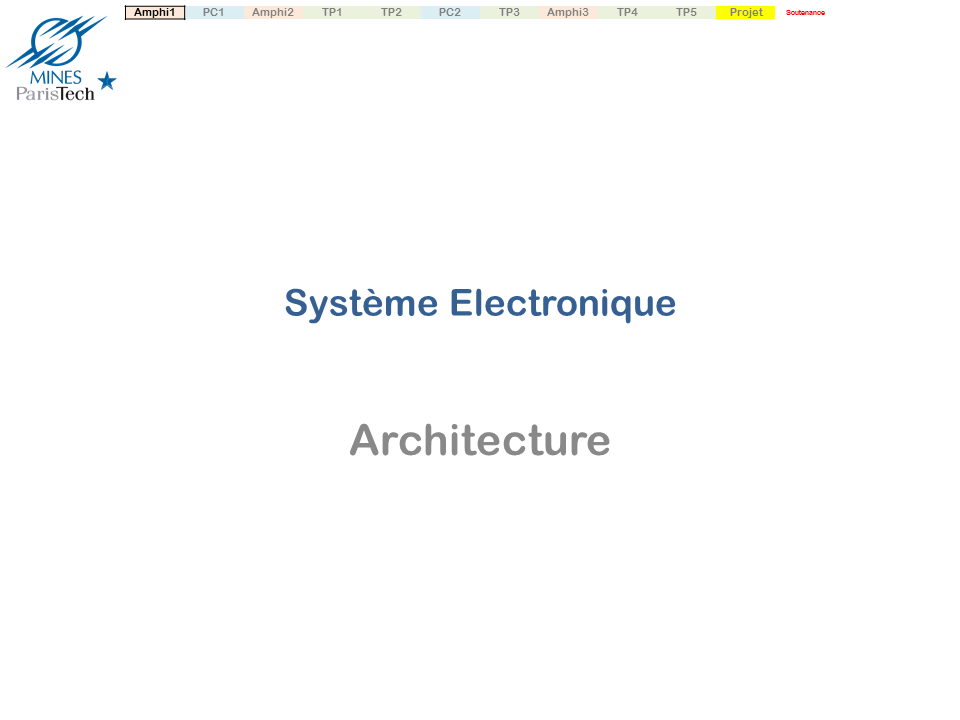 Amphi1 PC1 Amphi2 TP1 TP2 PC2 TP3 Amphi3 TP4 TP5 Projet Soutenance
MINES
ParisTech
Système Electronique
Architecture